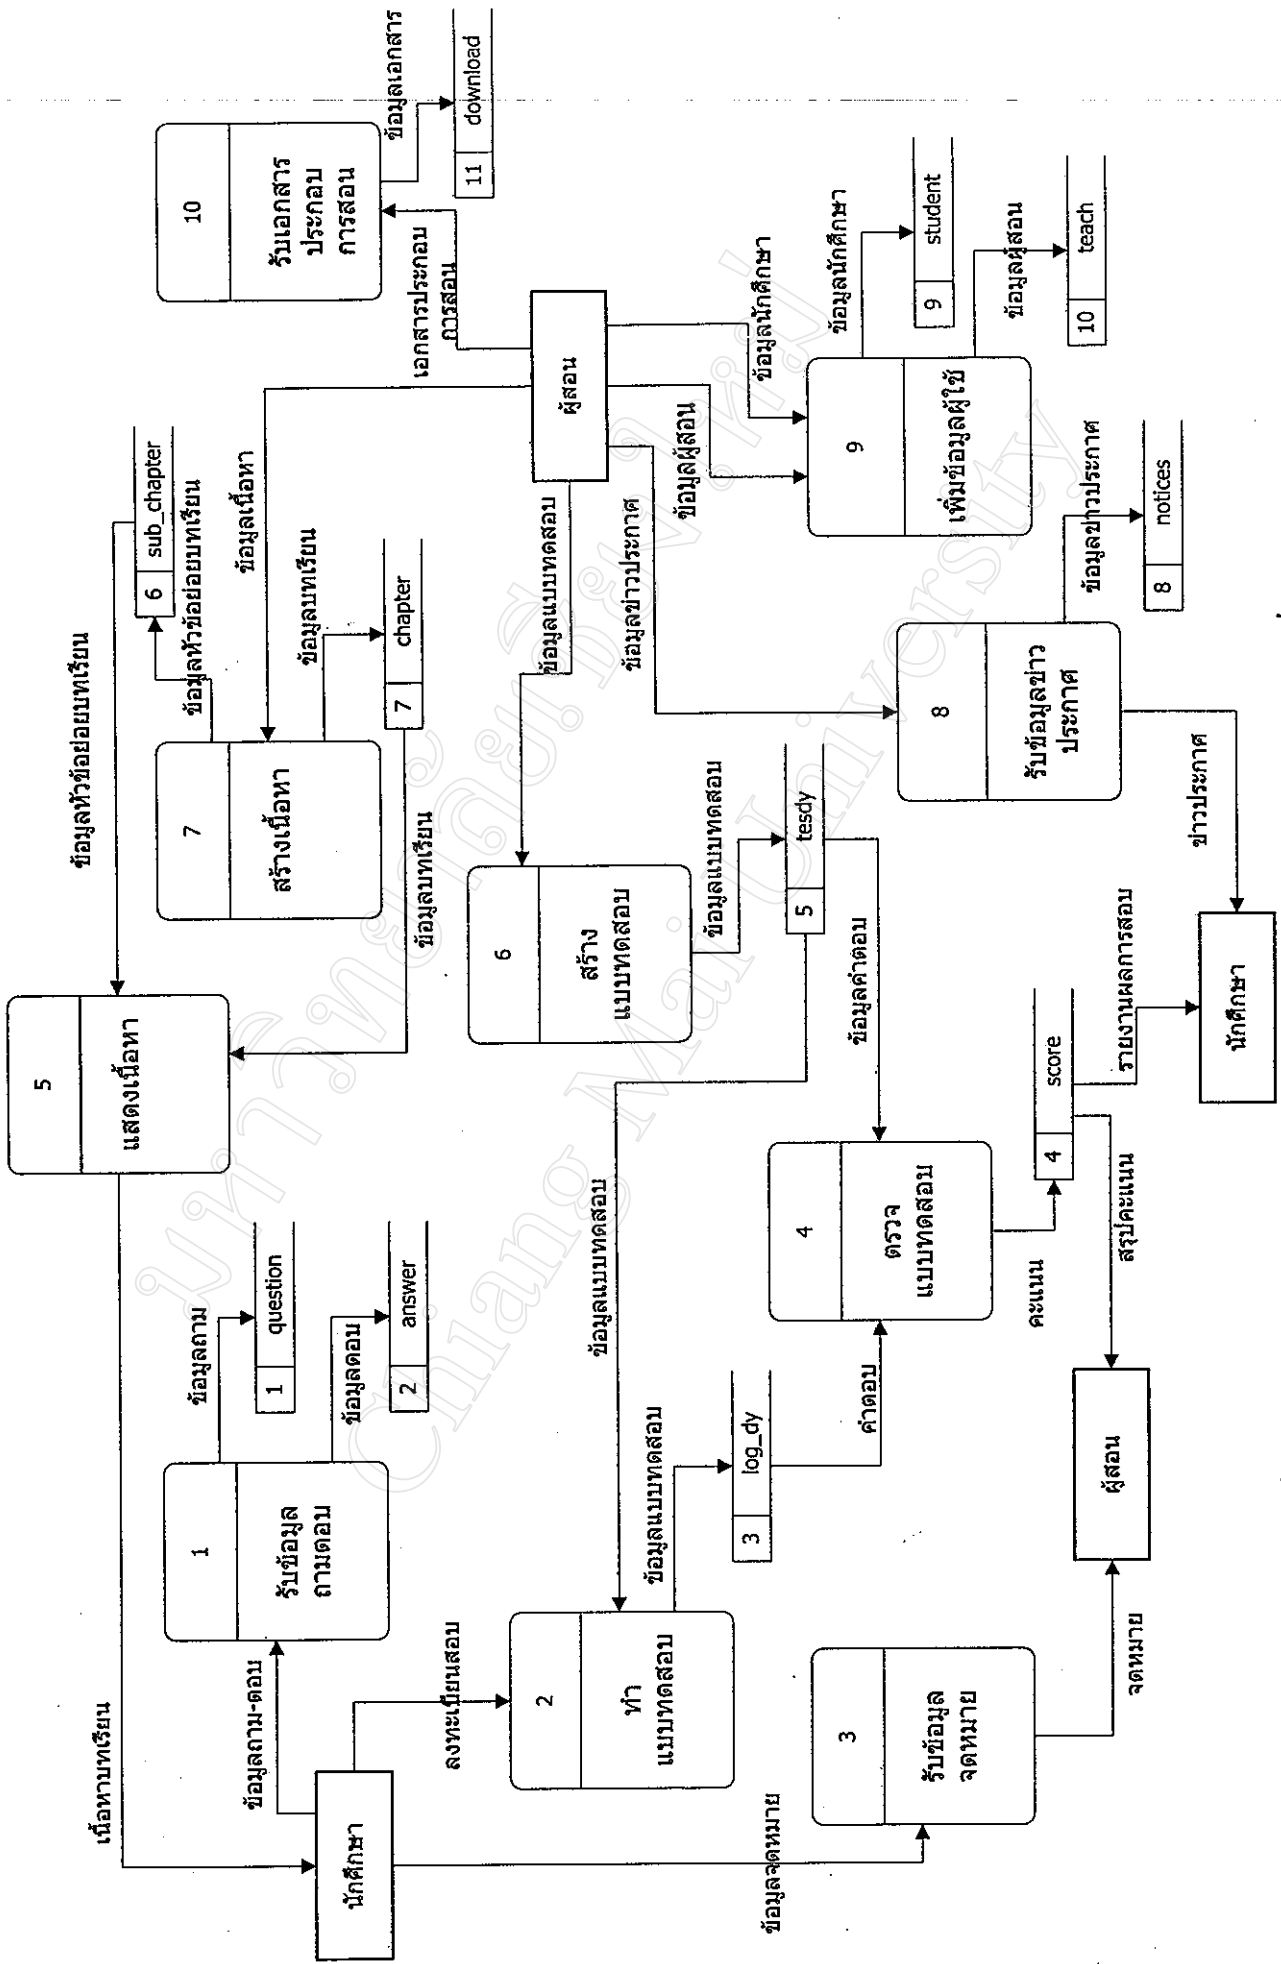 เนื้อหาบทเรียน
5
แสดงเนื้อหา
ข้อมูลหัวข้อย่อยบทเรียน
ข้อมูลถาม-ตอบ
1
รับข้อมูล
ถามตอบ
ข้อมูลถาม
1 question
ข้อมูลตอบ
2 answer
7
สร้างเนื้อหา
ข้อมูลหัวข้อย่อยบทเรียน
6 sub_chapter
ข้อมูลเนื้อหา
ข้อมูลบทเรียน
7 chapter
ข้อมูลบทเรียน
10
รับเอกสาร
ประกอบ
การสอน
ข้อมูลเอกสาร
11 download
เอกสารประกอบ
การสอน
นักศึกษา
ลงทะเบียนสอบ
2
ทำ
แบบทดสอบ
ข้อมูลแบบทดสอบ
ข้อมูลแบบทดสอบ
3 log_dy
6
สร้าง
แบบทดสอบ
ข้อมูลแบบทดสอบ
5 tesdy
ข้อมูลแบบทดสอบ
ข้อมูลข่าวประกาศ
ผู้สอน
ข้อมูลผู้สอน
ข้อมูลนักศึกษา
ข้อมูลจดหมาย
3
รับข้อมูล
จดหมาย
จดหมาย
คำตอบ
4
ตรวจ
แบบทดสอบ
ข้อมูลคำตอบ
คะแนน
4 score
สรุปคะแนน
รายงานผลการสอบ
ผู้สอน
8
รับข้อมูลข่าว
ประกาศ
ข้อมูลข่าวประกาศ
8 notices
ข่าวประกาศ
นักศึกษา
9
เพิ่มข้อมูลผู้ใช้
ข้อมูลนักศึกษา
9 student
ข้อมูลผู้สอน
10 teach
มหาวิทยาลัยเชียงใหม่
Chiang Mai University